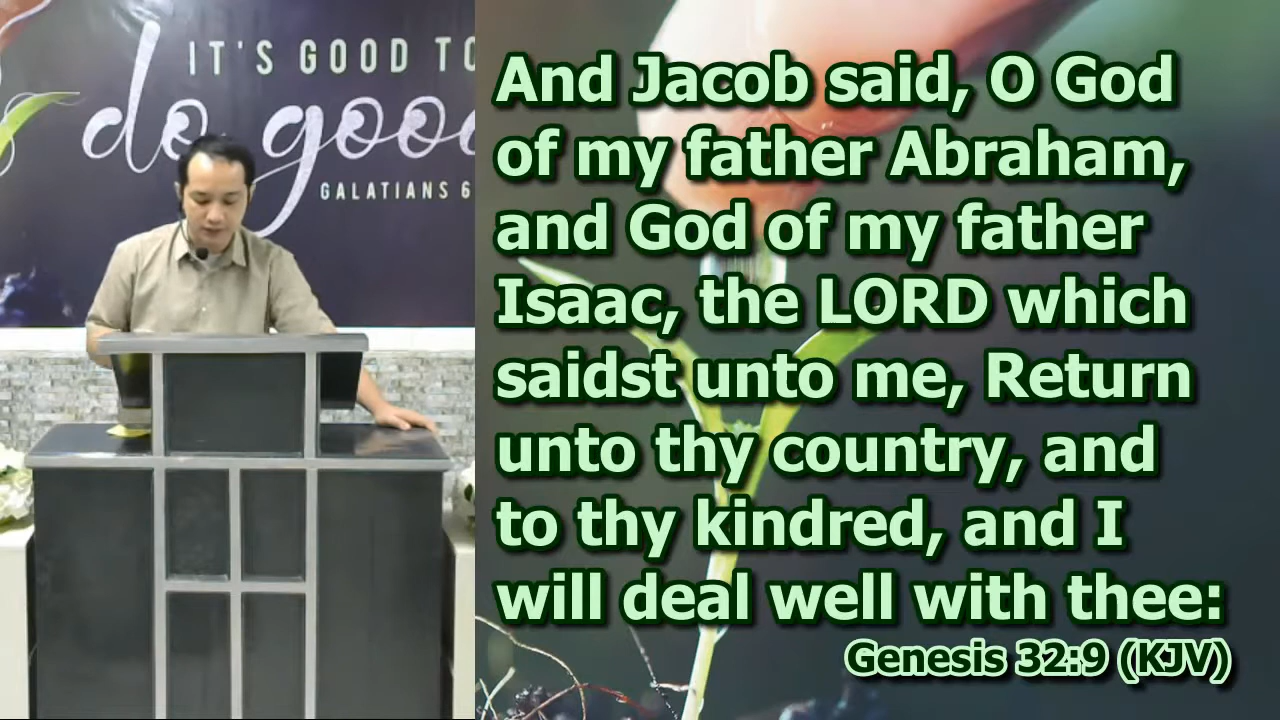 IT'S GOOD TO
do good
GALATIANS 6
And Jacob said, O God
of my father Abraham,
and God of my father
Isaac, the LORD which
saidst unto me, Return
unto thy country, and
to thy kindred, and I
will deal well with thee:
Genesis 32:9 (KJV)